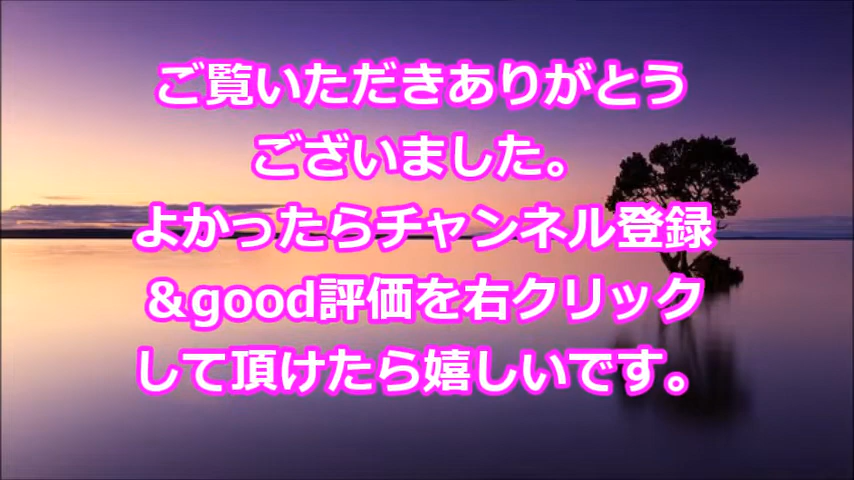 ご覧いただきありがとう
ございました。
よかったらチャンネル登録
&good評価を右クリック
して頂けたら嬉しいです。